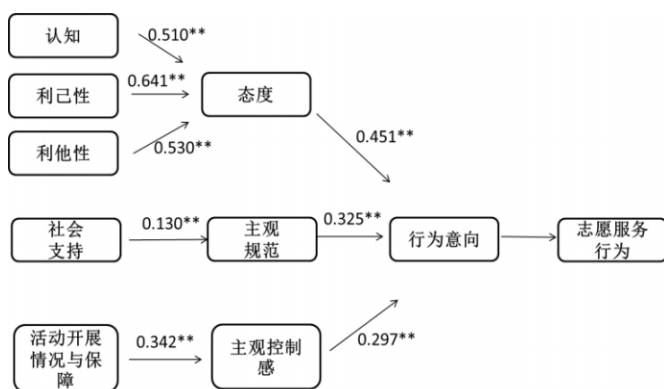 认知
0.510**
利己性
0.641**
态度
利他性
0.530**
0.451**
社会
支持
0.130**
主观
规范
0.325**
行为意向
志愿服务
行为
活动开展
情况与保
障
0.342**
主观控制
感
0.297**